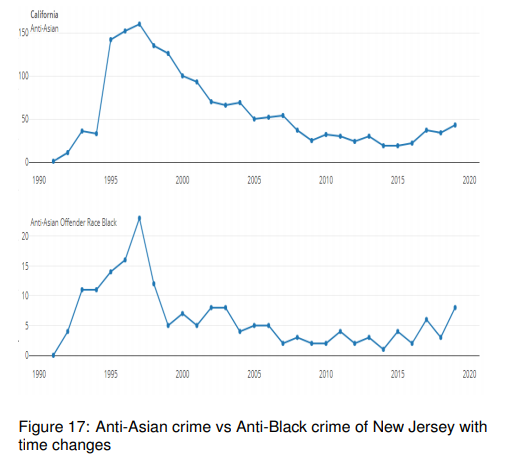 California
Anti-Asian
150
100
50
0
1990 1995 2000 2005 2010 2015 2020
Anti-Asian Offender Race Black
20
15
10
5
0
1990 1995 2000 2005 2010 2015 2020
Figure 17: Anti-Asian crime vs Anti-Black crime of New Jersey with
time changes